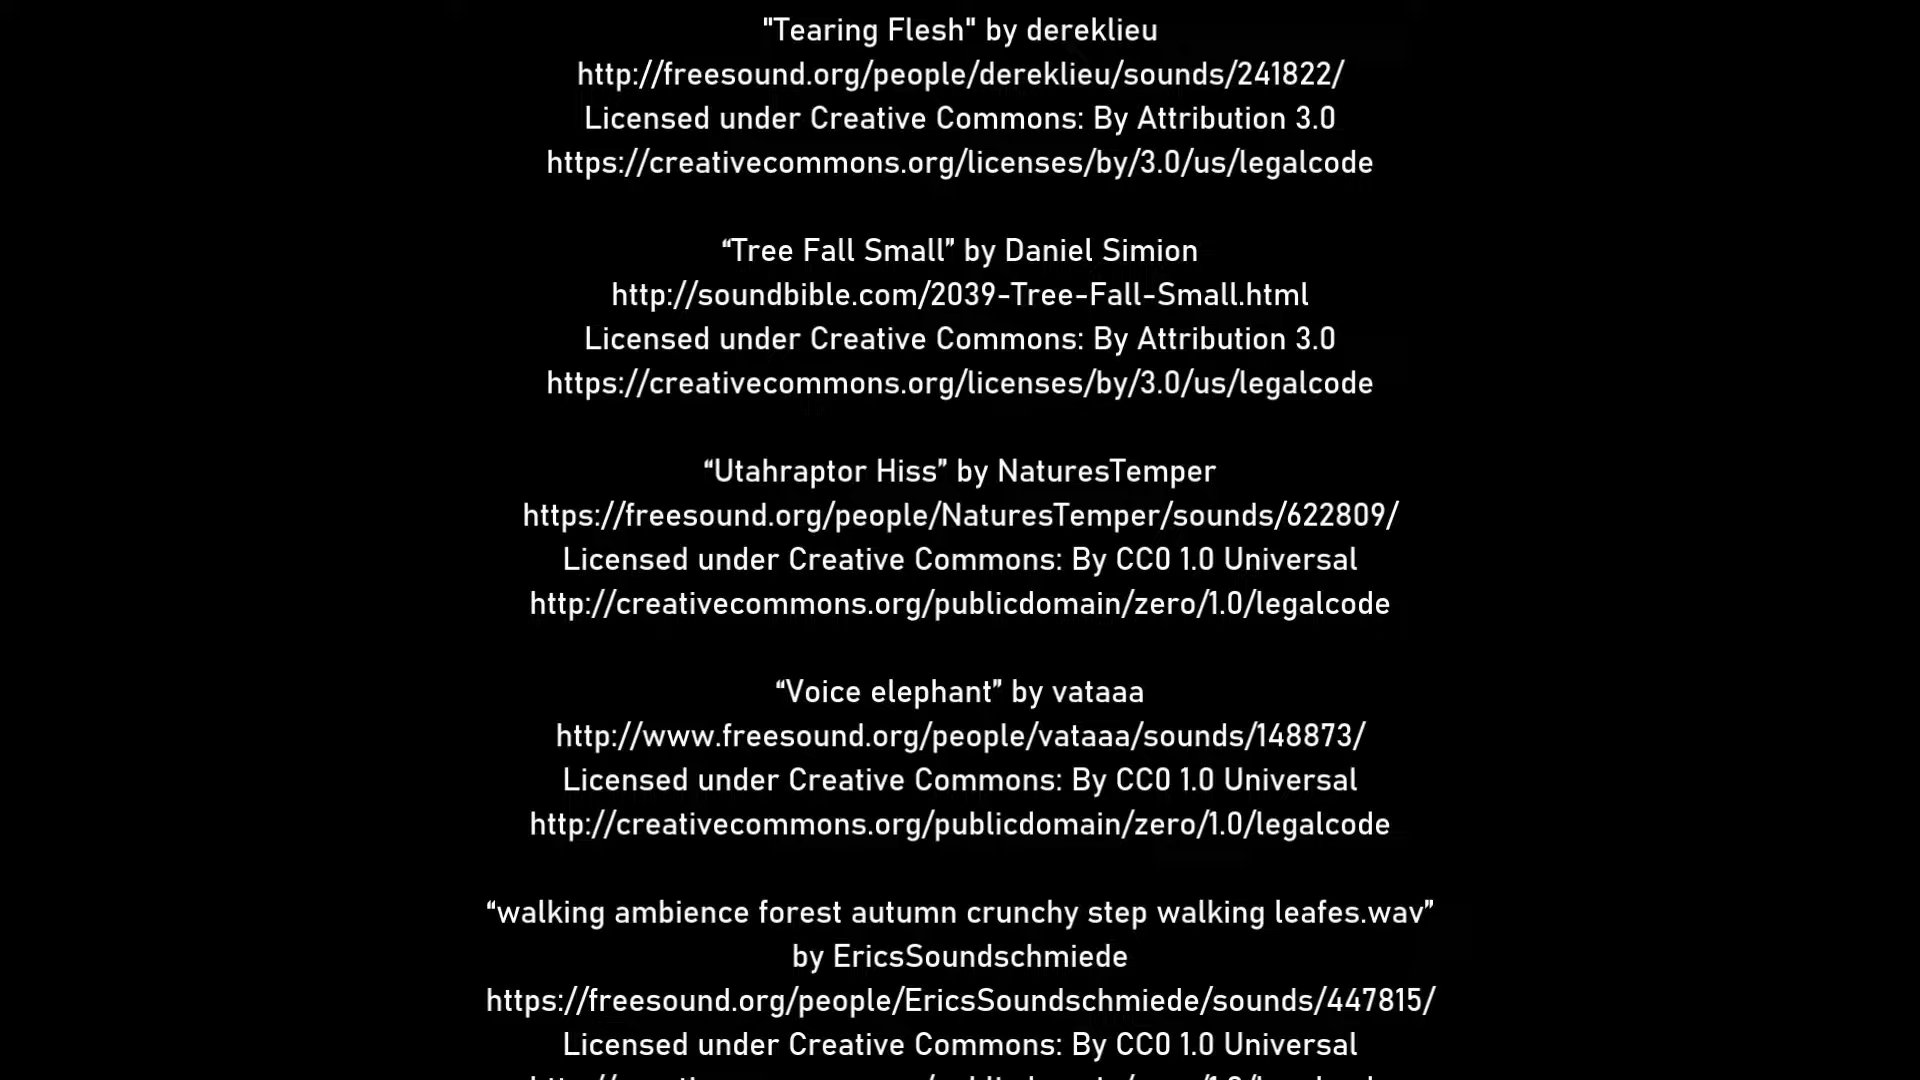 "Tearing Flesh" by dereklieu
http://freesound.org/people/dereklieu/sounds/241822/
Licensed under Creative Commons: By Attribution 3.0
https://creativecommons.org/licenses/by/3.0/us/legalcode
“Tree Fall Small” by Daniel Simion
http://soundbible.com/2039-Tree-Fall-Small.html
Licensed under Creative Commons: By Attribution 3.0
https://creativecommons.org/licenses/by/3.0/us/legalcode
“Utahraptor Hiss” by NaturesTemper
https://freesound.org/people/NaturesTemper/sounds/622809/
Licensed under Creative Commons: By CC0 1.0 Universal
http://creativecommons.org/publicdomain/zero/1.0/legalcode
“Voice elephant” by vataaa
http://www.freesound.org/people/vataaa/sounds/148873/
Licensed under Creative Commons: By CC0 1.0 Universal
http://creativecommons.org/publicdomain/zero/1.0/legalcode
“walking ambience forest autumn crunchy step walking leafes.wav”
by EricsSoundschmiede
https://freesound.org/people/EricsSoundschmiede/sounds/447815/
Licensed under Creative Commons: By CC0 1.0 Universal